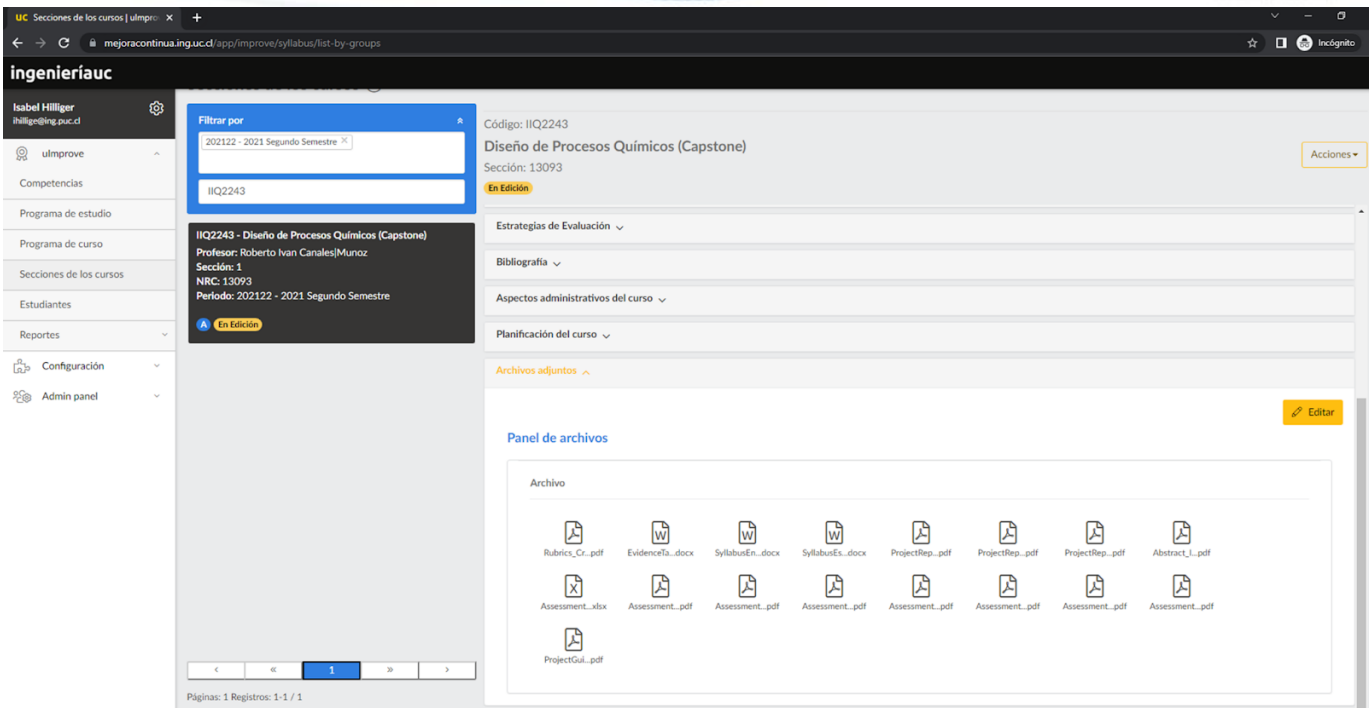 UC Secciones de los cursos | uImpro
mejoracontinua.ing.uc.cl/app/improve/syllabus/list-by-groups
Incógnito
ingenieríauc
Isabel Hilliger
ihillige@ing.puc.cl
uImprove
Competencias
Programa de estudio
Programa de curso
Secciones de los cursos
Estudiantes
Reportes
Configuración
Admin panel
Filtrar por
202122 - 2021 Segundo Semestre
IIQ2243
IIQ2243 - Diseño de Procesos Químicos (Capstone)
Profesor: Roberto Ivan Canales|Munoz
Sección: 1
NRC: 13093
Periodo: 202122 - 2021 Segundo Semestre
A En Edición
1
Páginas: 1 Registros: 1-1 / 1
Código: IIQ2243
Diseño de Procesos Químicos (Capstone)
Sección: 13093
En Edición
Acciones
Estrategias de Evaluación
Bibliografía
Aspectos administrativos del curso
Planificación del curso
Archivos adjuntos
Editar
Panel de archivos
Archivo
Rubrics_Cr...pdf EvidenceTa...docx SyllabusEn...docx SyllabusEs...docx ProjectRep...pdf ProjectRep...pdf ProjectRep...pdf Abstract_I...pdf
Assessment...xlsx Assessment...pdf Assessment...pdf Assessment...pdf Assessment...pdf Assessment...pdf Assessment...pdf Assessment...pdf
ProjectGui...pdf